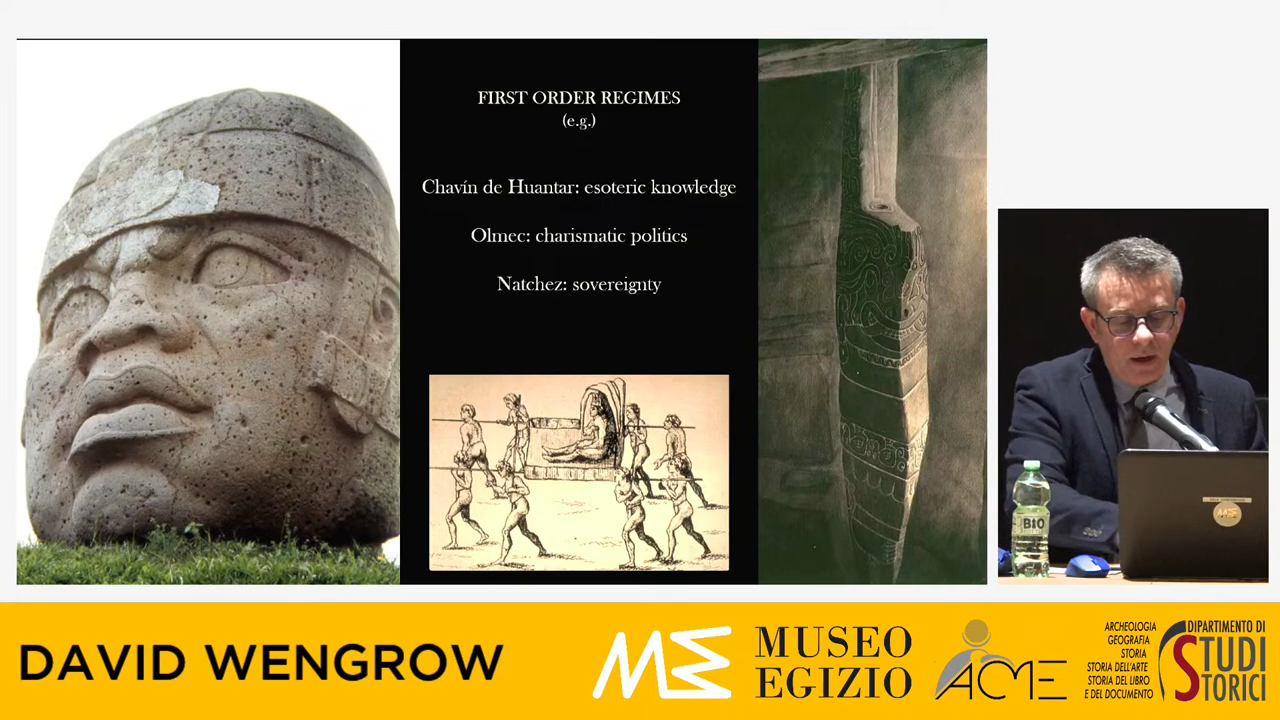 FIRST ORDER REGIMES
(e.g.)
Chavín de Huantar: esoteric knowledge
Olmec: charismatic politics
Natchez: sovereignty
BIO
DAVID WENGROW
MUSEO
EGIZIO
ACME
ARCHEOLOGIA
GEOGRAFIA
STORIA
STORIA DELL'ARTE
STORIA DEL LIBRO
E DEL DOCUMENTO
DIPARTIMENTO DI
STUDI
STORICI